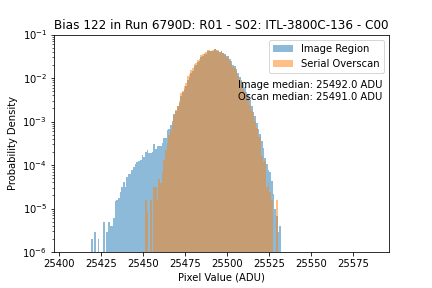 Bias 122 in Run 6790D: R01 - S02: ITL-3800C-136 - C00
Image Region
Serial Overscan
Image median: 25492.0 ADU
Oscan median: 25491.0 ADU
Probability Density
10⁻¹
10⁻²
10⁻³
10⁻⁴
10⁻⁵
10⁻⁶
25400 25425 25450 25475 25500 25525 25550 25575
Pixel Value (ADU)